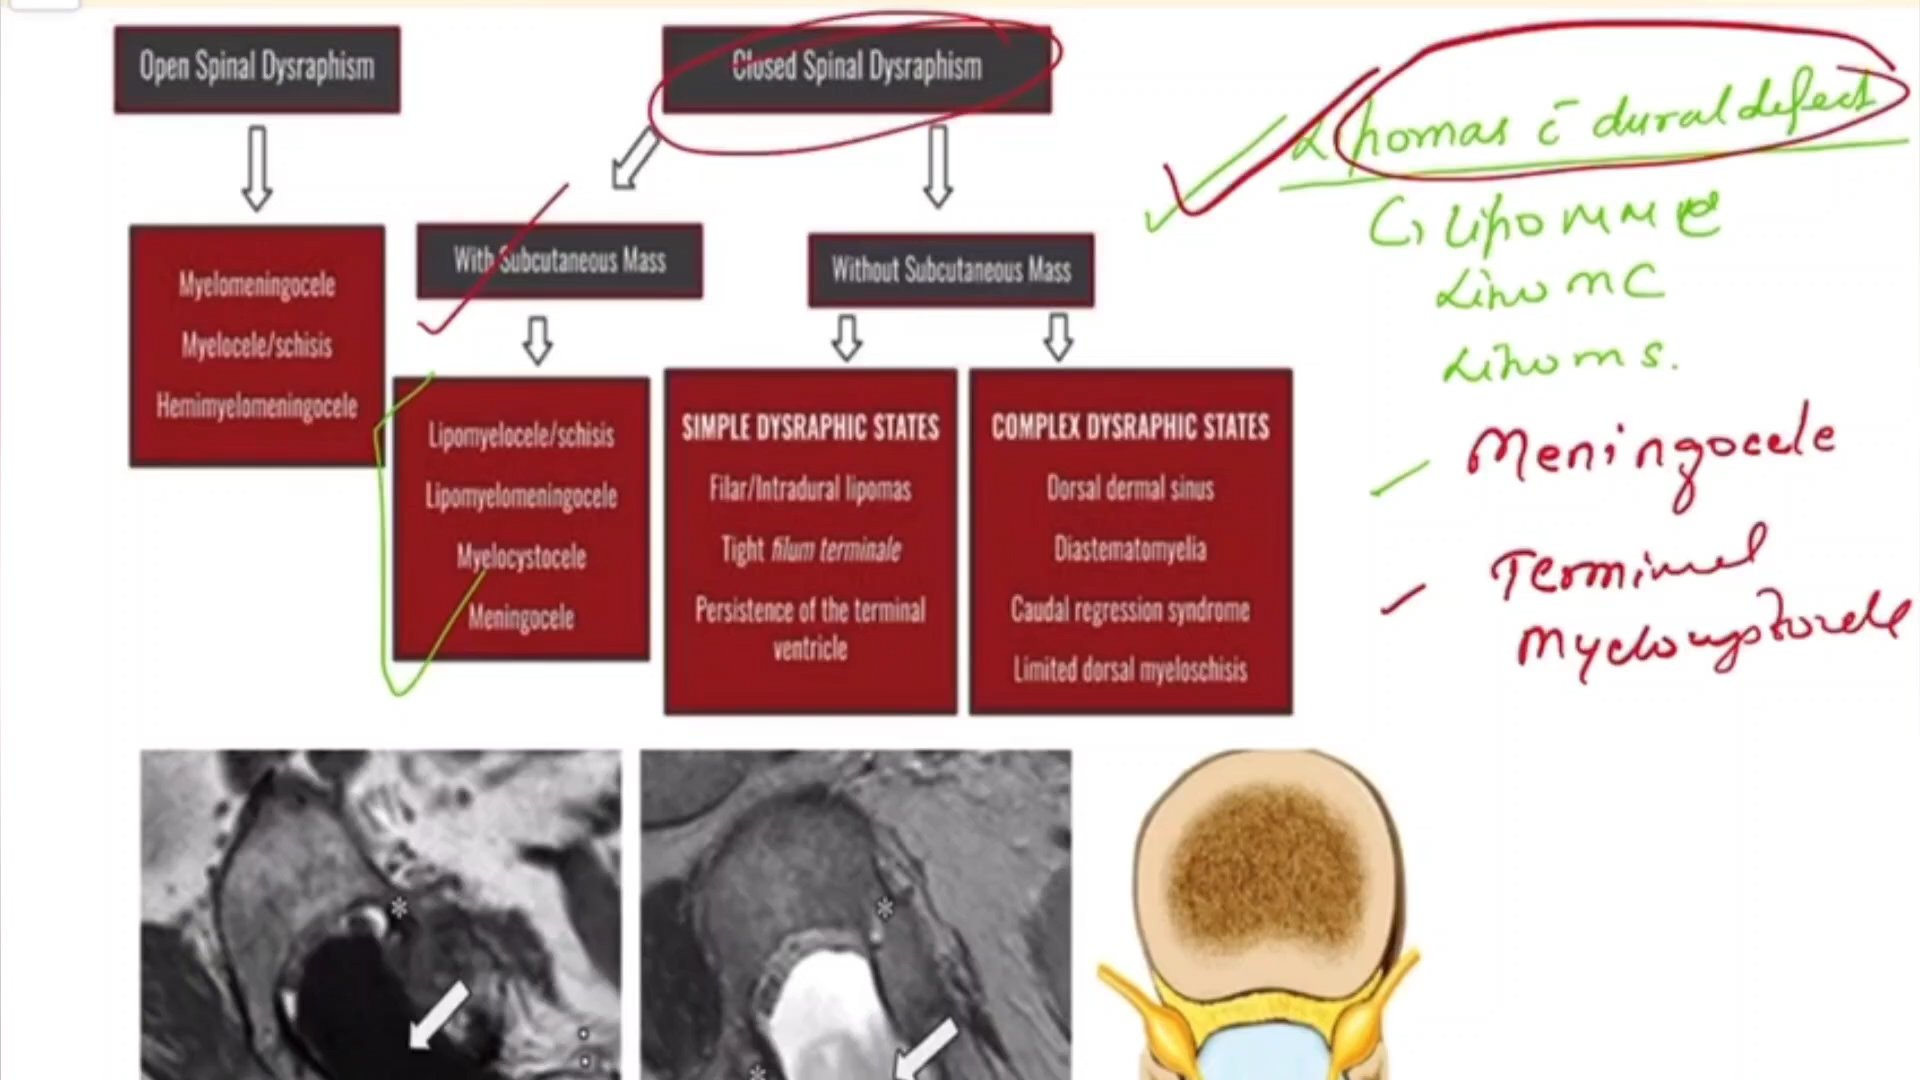 Open Spinal Dysraphism
Closed Spinal Dysraphism
With Subcutaneous Mass
Without Subcutaneous Mass
Myelomeningocele
Myelocele/schisis
Hemimyelomeningocele
Lipomyelocele/schisis
Lipomyelomeningocele
Myelocystocele
Meningocele
SIMPLE DYSRAPHIC STATES
Filar/Intradural lipomas
Tight filum terminale
Persistence of the terminal
ventricle
COMPLEX DYSRAPHIC STATES
Dorsal dermal sinus
Diastematomyelia
Caudal regression syndrome
Limited dorsal myeloschisis
dural defect
Meningocele
Terminal
*
*
*